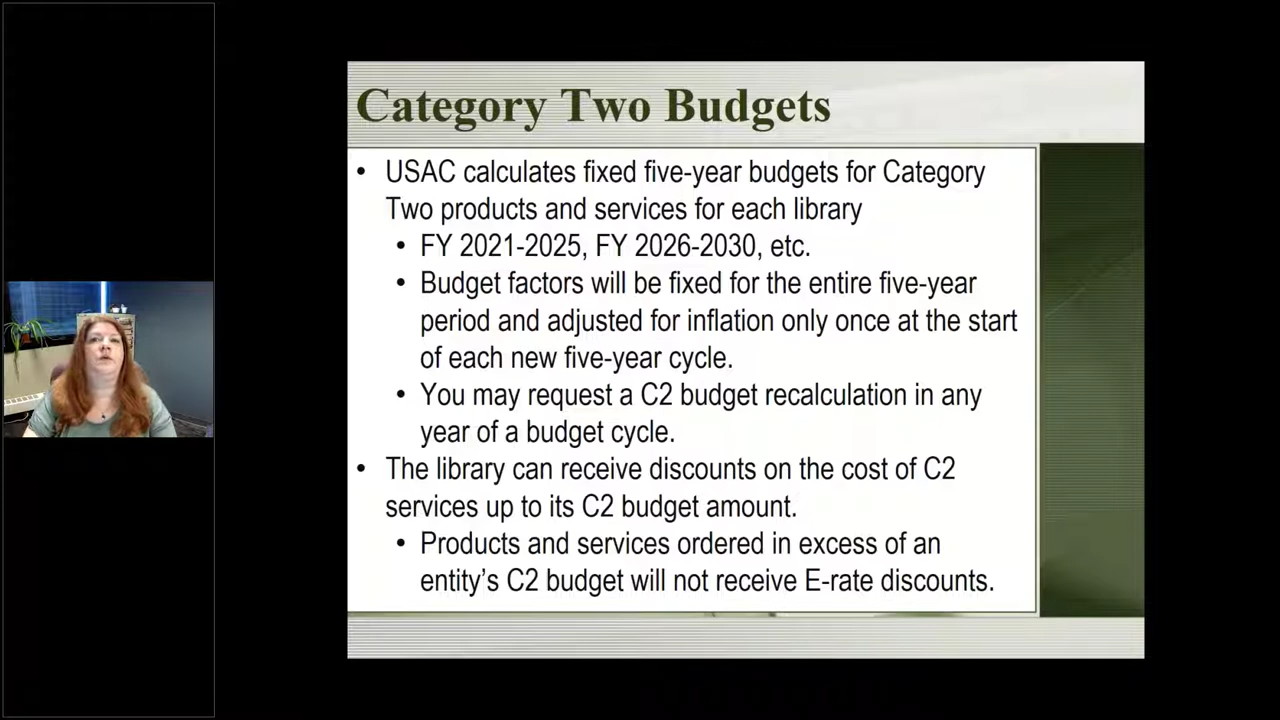 Category Two Budgets
• USAC calculates fixed five-year budgets for Category
Two products and services for each library
• FY 2021-2025, FY 2026-2030, etc.
• Budget factors will be fixed for the entire five-year
period and adjusted for inflation only once at the start
of each new five-year cycle.
• You may request a C2 budget recalculation in any
year of a budget cycle.
• The library can receive discounts on the cost of C2
services up to its C2 budget amount.
• Products and services ordered in excess of an
entity’s C2 budget will not receive E-rate discounts.